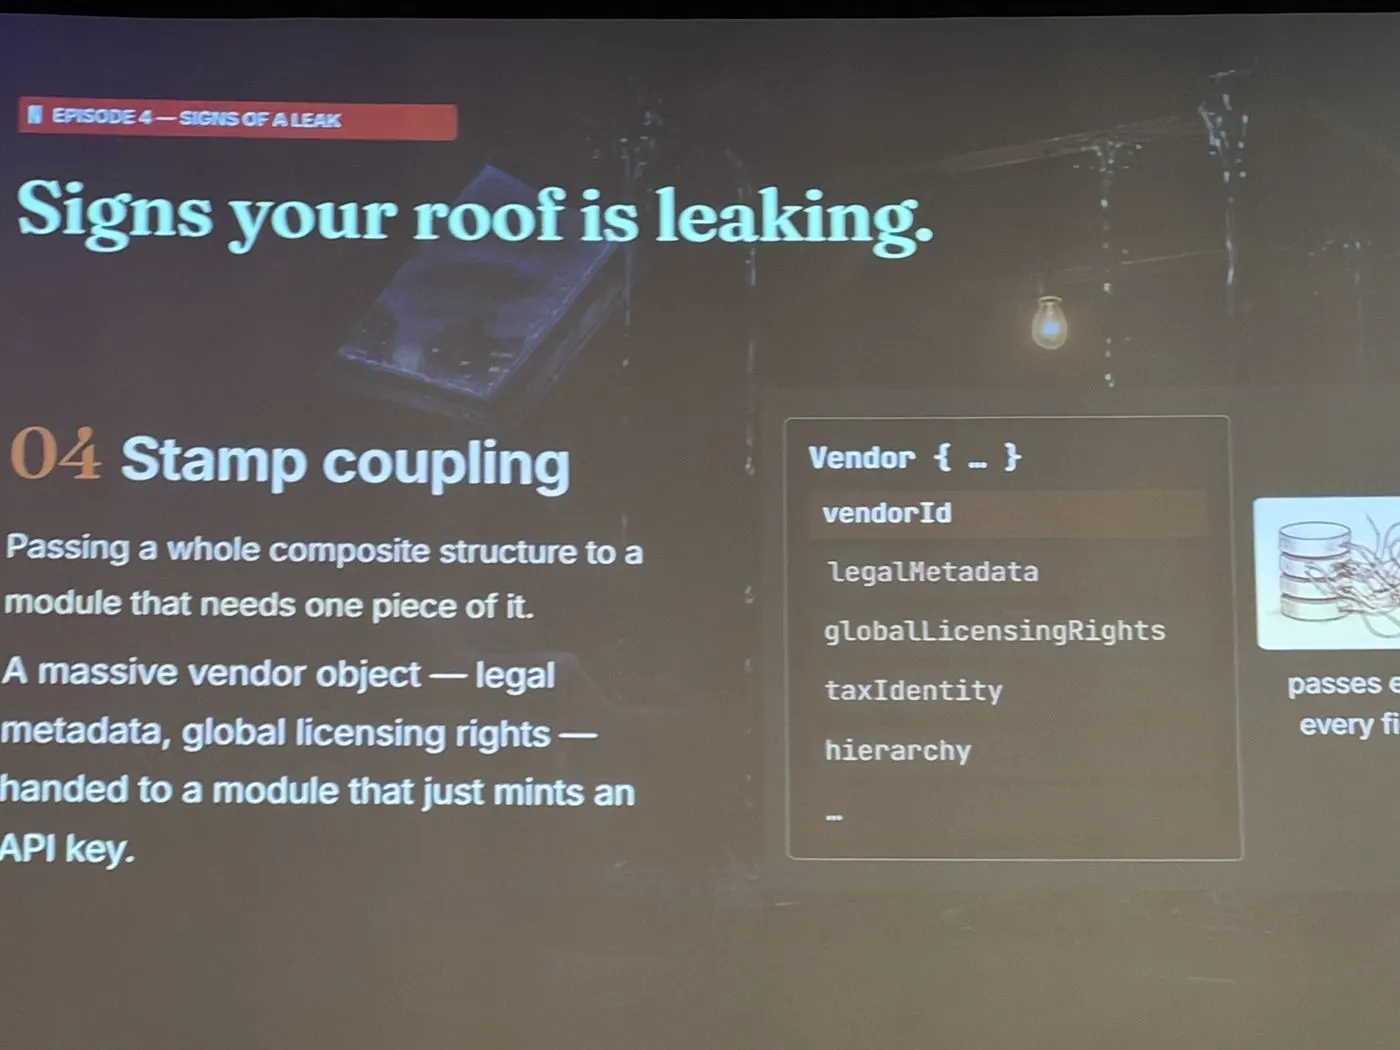 EPISODE 4 — SIGNS OF A LEAK
Signs your roof is leaking.
04 Stamp coupling
Passing a whole composite structure to a
module that needs one piece of it.
A massive vendor object — legal
metadata, global licensing rights —
handed to a module that just mints an
API key.
Vendor { … }
vendorId
legalMetadata
globalLicensingRights
taxIdentity
hierarchy
…
passes e
every fi